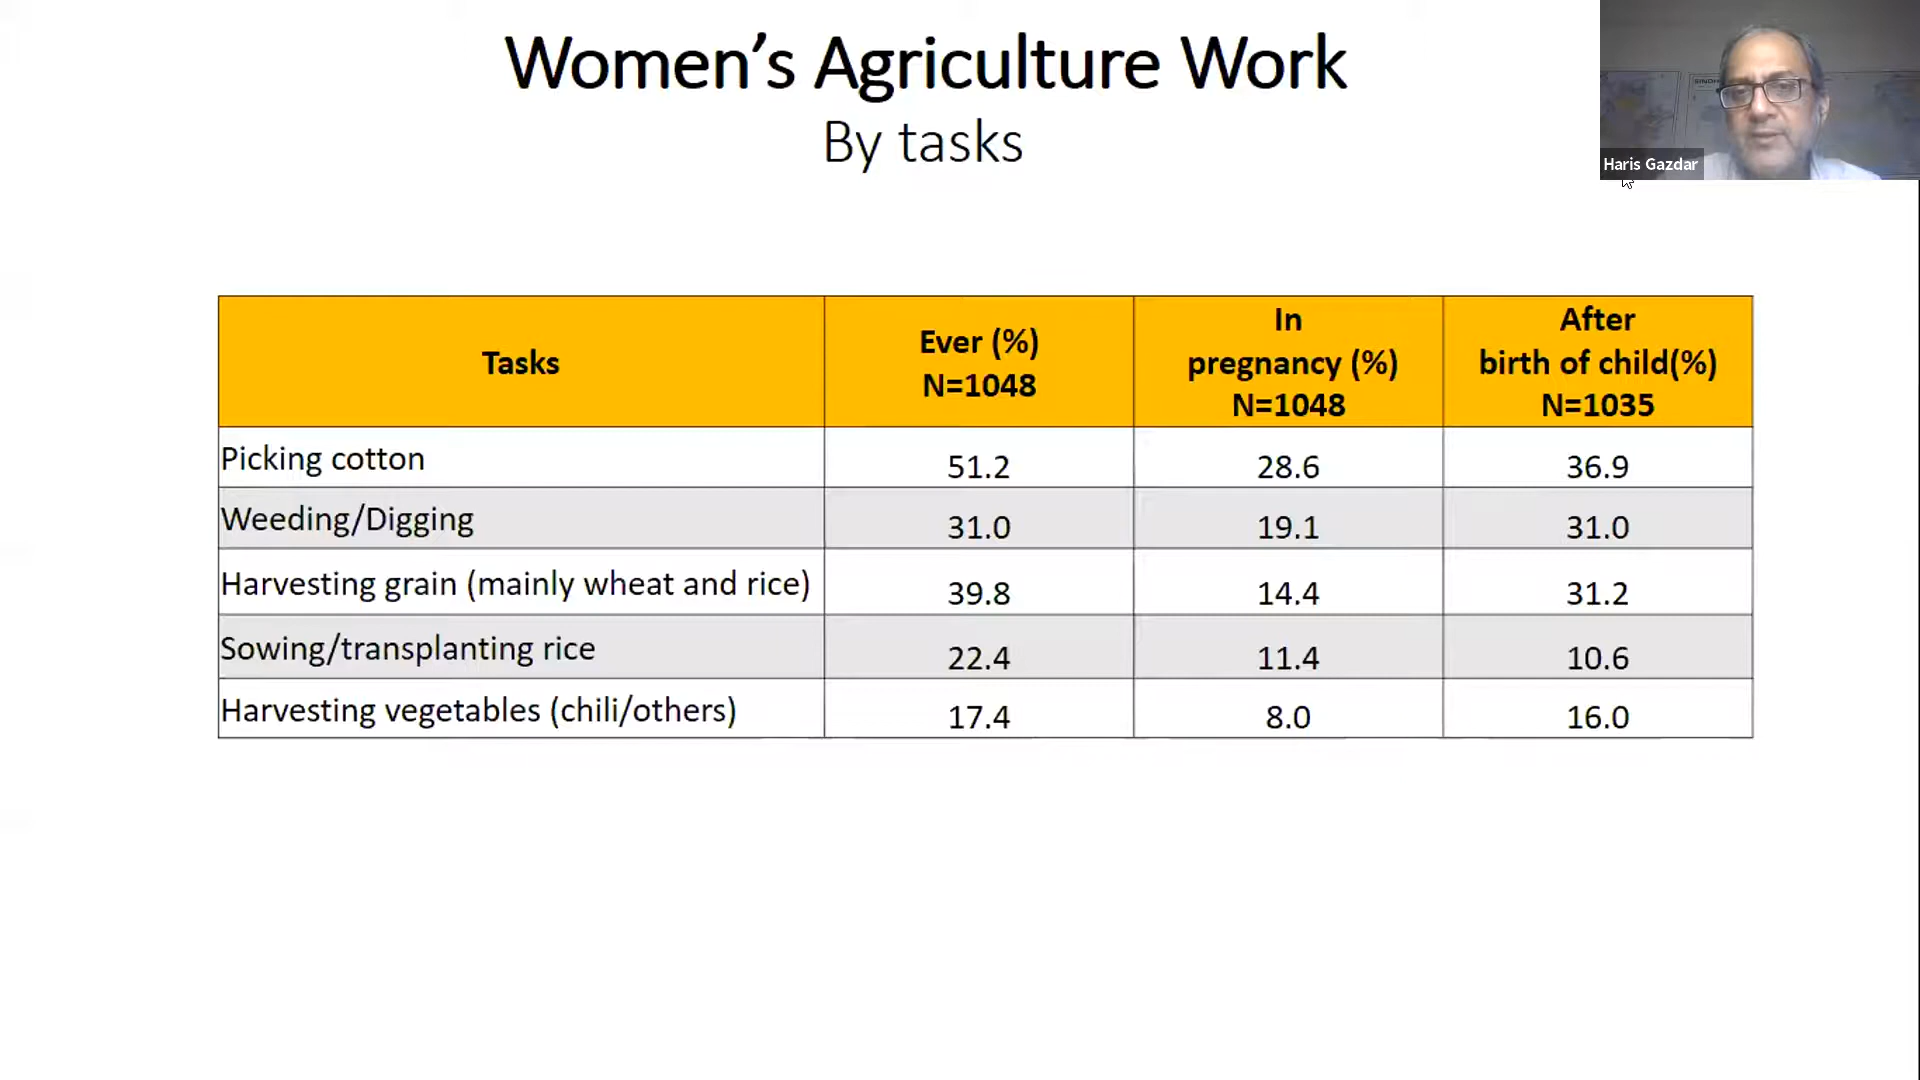 Women’s Agriculture Work
By tasks
Haris Gazdar
SINDH
Tasks
Ever (%)
N=1048
In
pregnancy (%)
N=1048
After
birth of child(%)
N=1035
Picking cotton 51.2 28.6 36.9
Weeding/Digging 31.0 19.1 31.0
Harvesting grain (mainly wheat and rice) 39.8 14.4 31.2
Sowing/transplanting rice 22.4 11.4 10.6
Harvesting vegetables (chili/others) 17.4 8.0 16.0